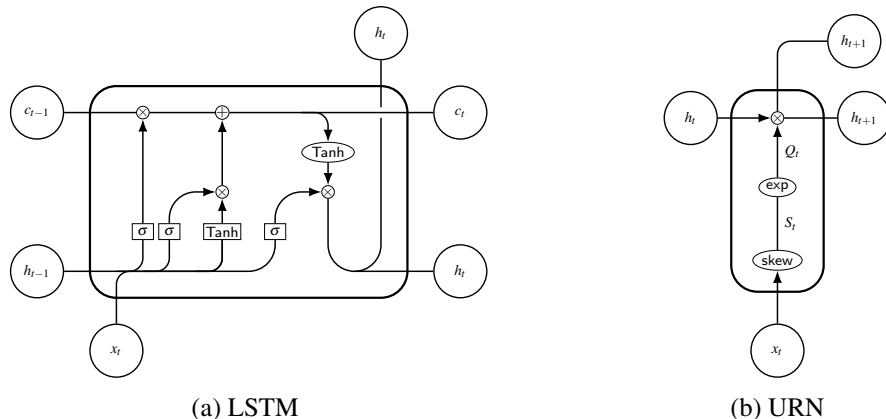 h_t
c_{t−1}
⊗
⊕
c_t
Tanh
⊗
⊗
σ
σ
Tanh
σ
h_{t−1}
h_t
x_t
(a) LSTM
h_{t+1}
h_t
⊗
h_{t+1}
Q_t
exp
S_t
skew
x_t
(b) URN